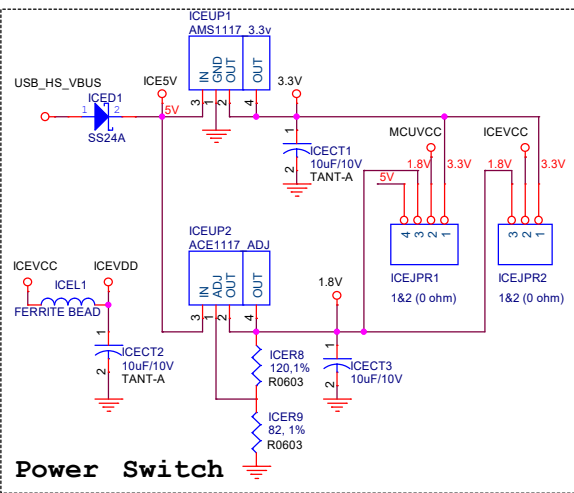 ICEUP1
AMS1117_3.3v
USB_HS_VBUS
ICED1
1 2
SS24A
ICE5V
5V
IN
GND
OUT
OUT
3 1 2 4
3.3V
1
ICECT1
10uF/10V
2
TANT-A
MCUVCC
ICEVCC
1.8V
3.3V
1.8V
3.3V
5V
4 3 2 1
3 2 1
ICEJPR1
ICEJPR2
1&2 (0 ohm)
1&2 (0 ohm)
ICEUP2
ACE1117_ADJ
IN
ADJ
OUT
OUT
3 1 2 4
ICEVCC
ICEVDD
ICEL1
FERRITE BEAD
1
ICECT2
10uF/10V
2
TANT-A
1.8V
ICER8
120,1%
R0603
1
ICECT3
10uF/10V
2
ICER9
82, 1%
R0603
Power Switch